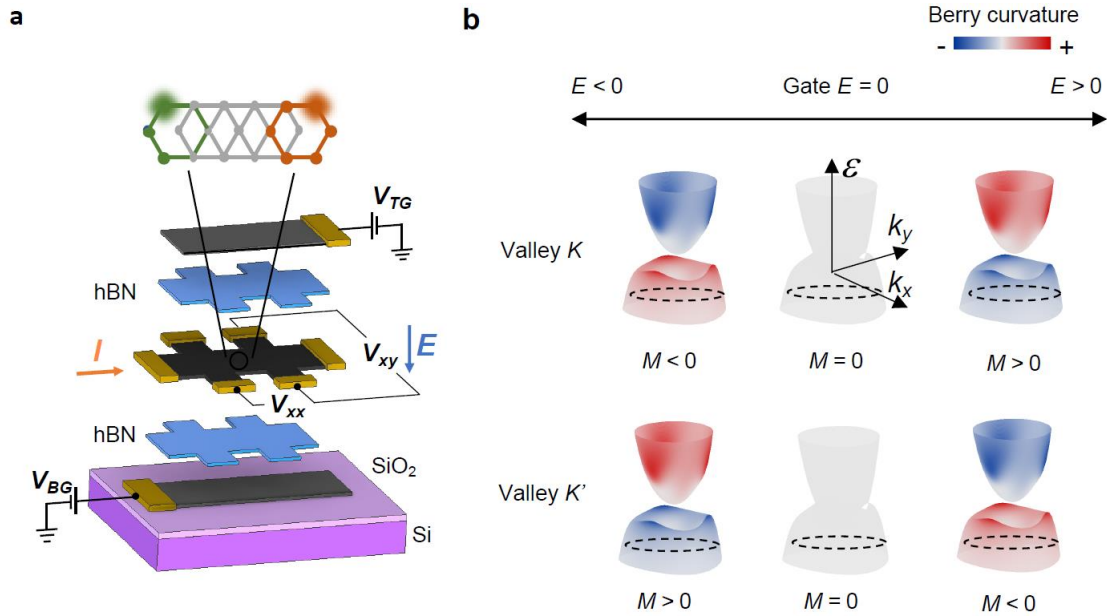 a
V_TG
hBN
I
V_xy
E
V_xx
hBN
V_BG
SiO₂
Si
b
Berry curvature
- +
E < 0 Gate E = 0 E > 0
ε
k_y
Valley K
k_x
M < 0 M = 0 M > 0
Valley K’
M > 0 M = 0 M < 0